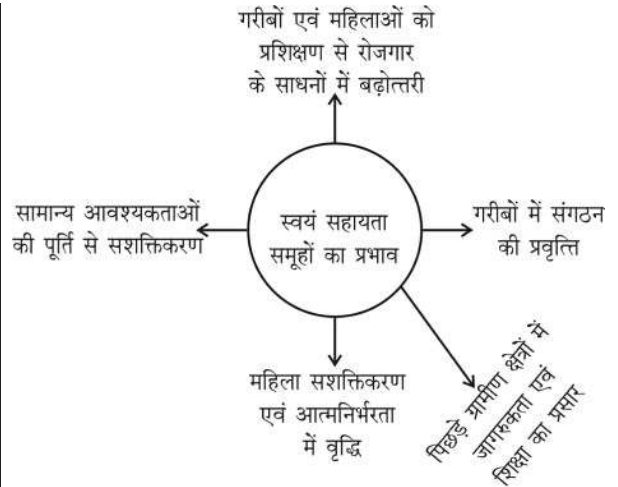 गरीबों एवं महिलाओं को
प्रशिक्षण से रोजगार
के साधनों में बढ़ोत्तरी
सामान्य आवश्यकताओं
की पूर्ति से सशक्तिकरण
स्वयं सहायता
समूहों का प्रभाव
गरीबों में संगठन
की प्रवृत्ति
महिला सशक्तिकरण
एवं आत्मनिर्भरता
में वृद्धि
पिछड़े ग्रामीण क्षेत्रों में
जागरुकता एवं
शिक्षा का प्रसार